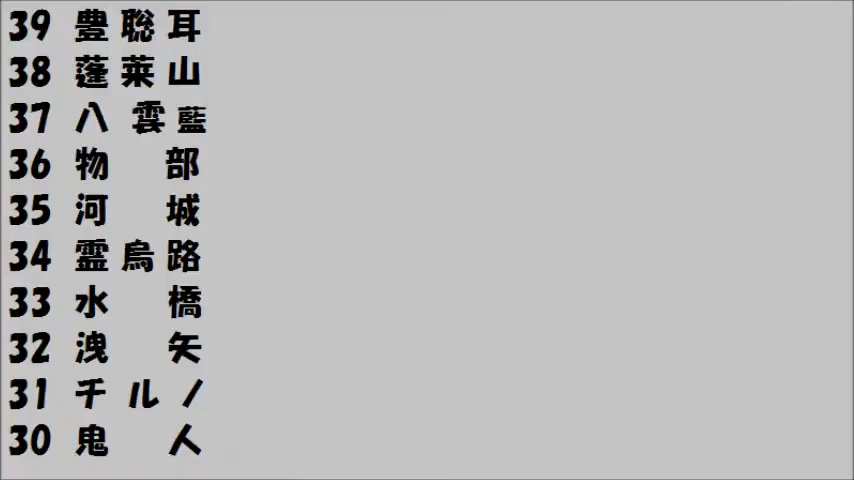 39 豊聡耳
38 蓬莱山
37 八雲藍
36 物部
35 河城
34 霊烏路
33 水橋
32 洩矢
31 チルノ
30 鬼人